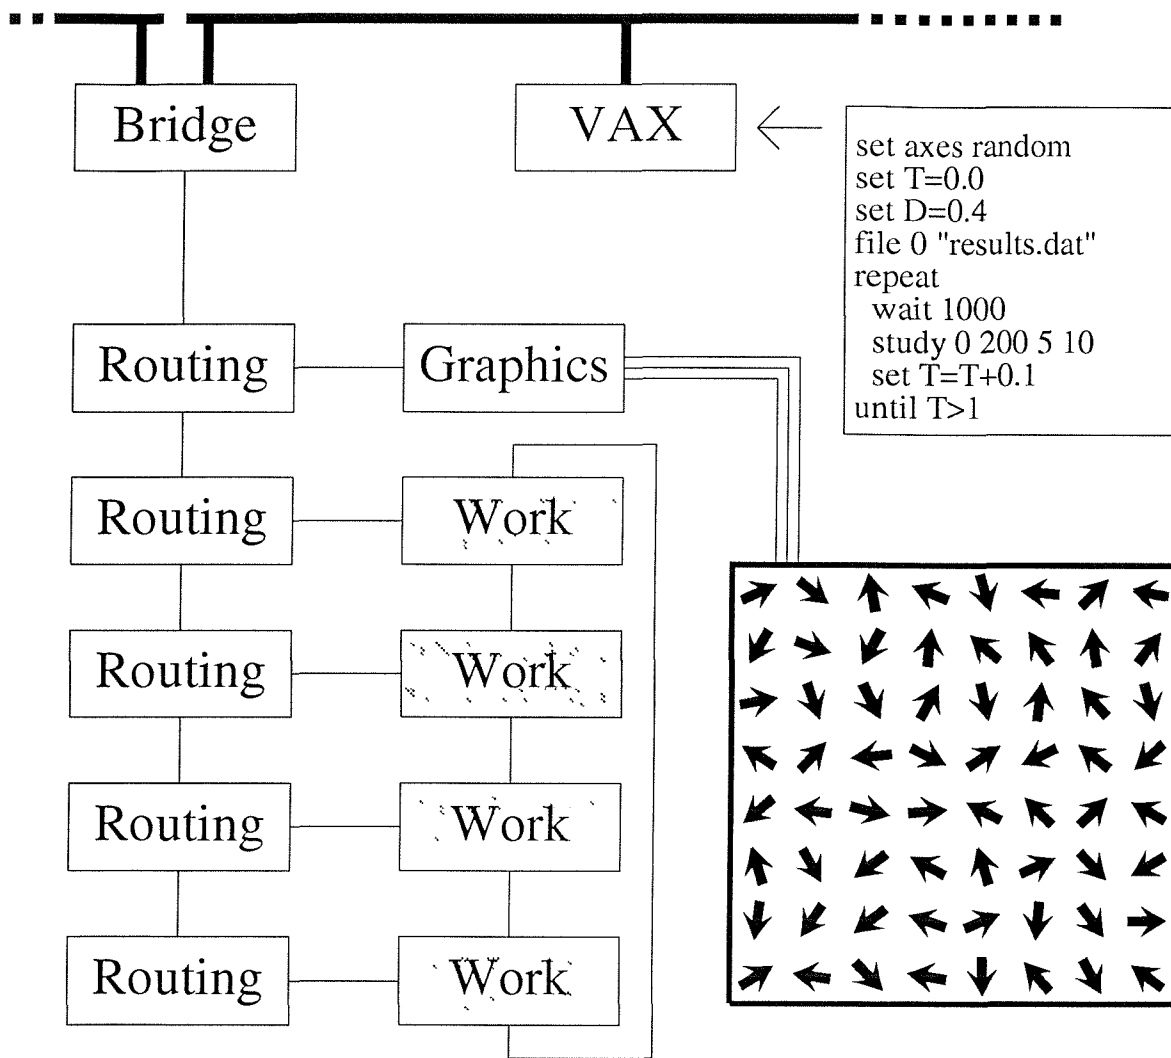 Bridge
VAX
set axes random
set T=0.0
set D=0.4
file 0 "results.dat"
repeat
wait 1000
study 0 200 5 10
set T=T+0.1
until T>1
Routing
Graphics
Routing
Work
Routing
Work
Routing
Work
Routing
Work